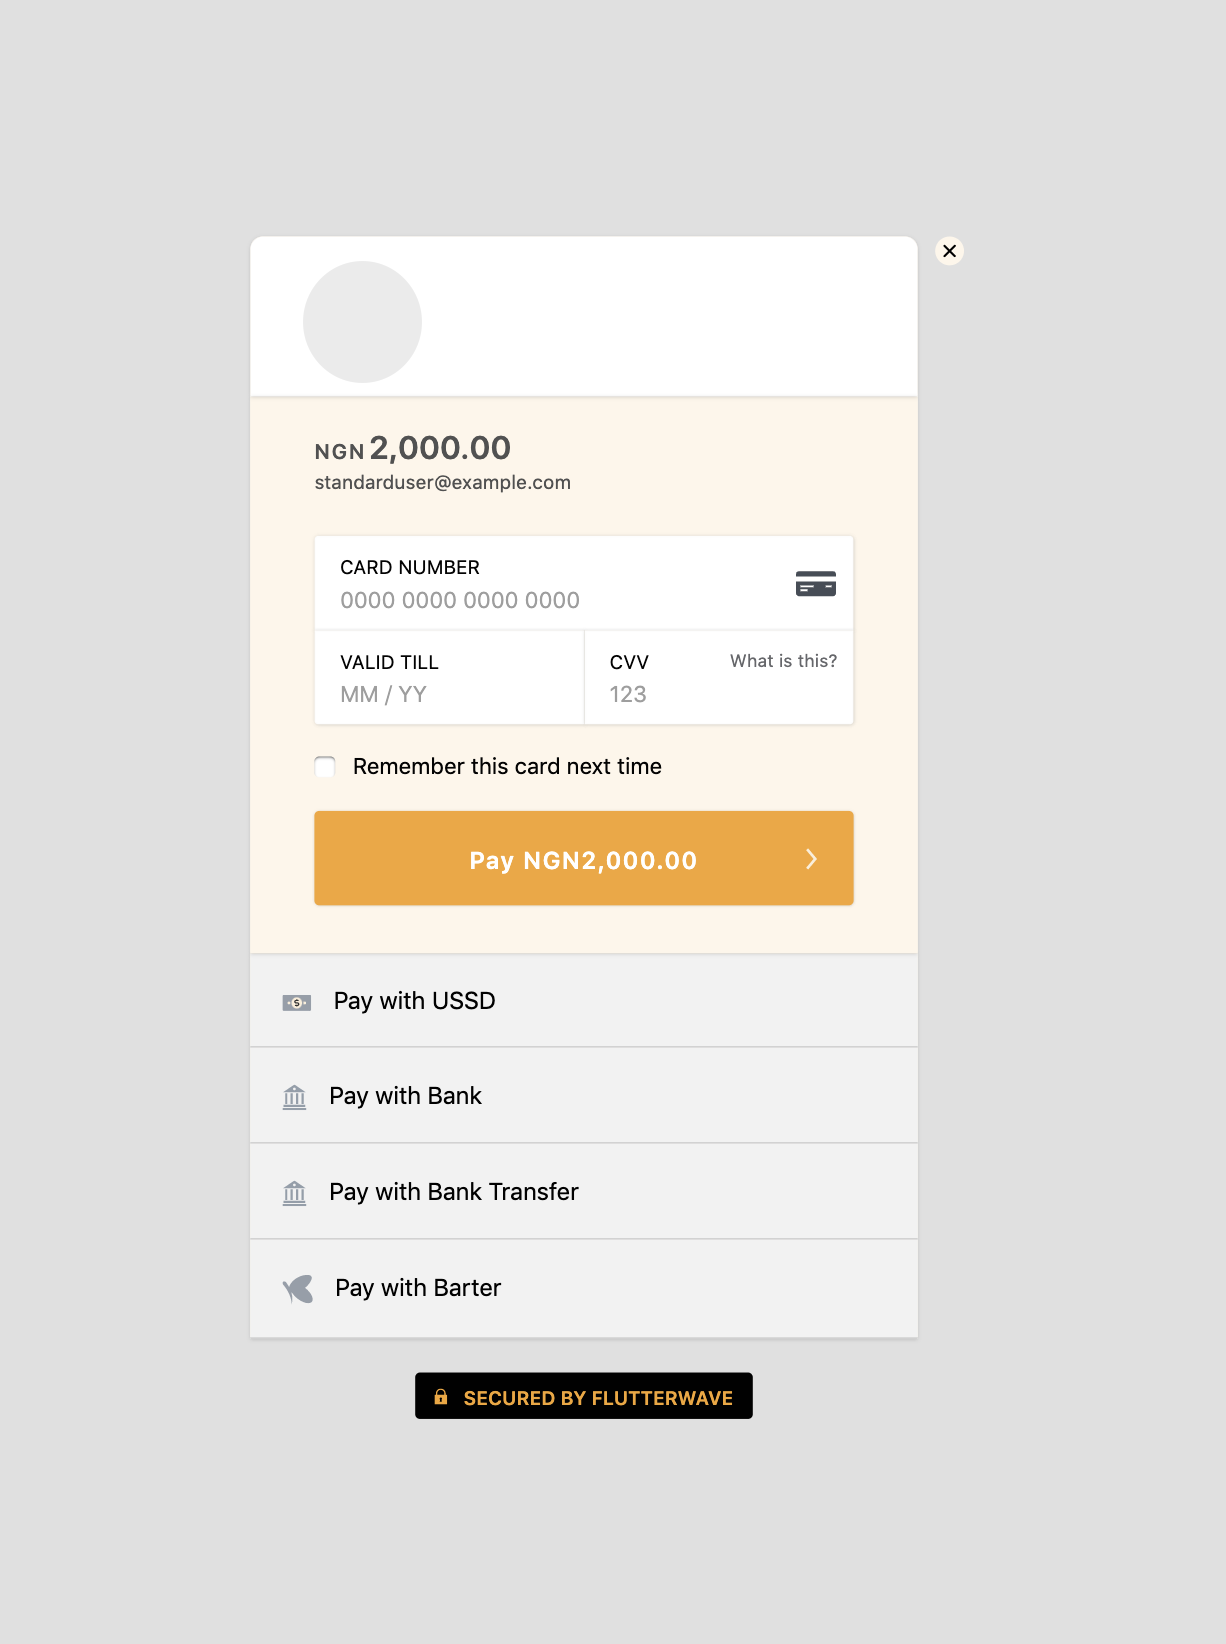 NGN 2,000.00
standarduser@example.com
CARD NUMBER
0000 0000 0000 0000
VALID TILL
MM / YY
CVV
What is this?
123
Remember this card next time
Pay NGN2,000.00
Pay with USSD
Pay with Bank
Pay with Bank Transfer
Pay with Barter
SECURED BY FLUTTERWAVE